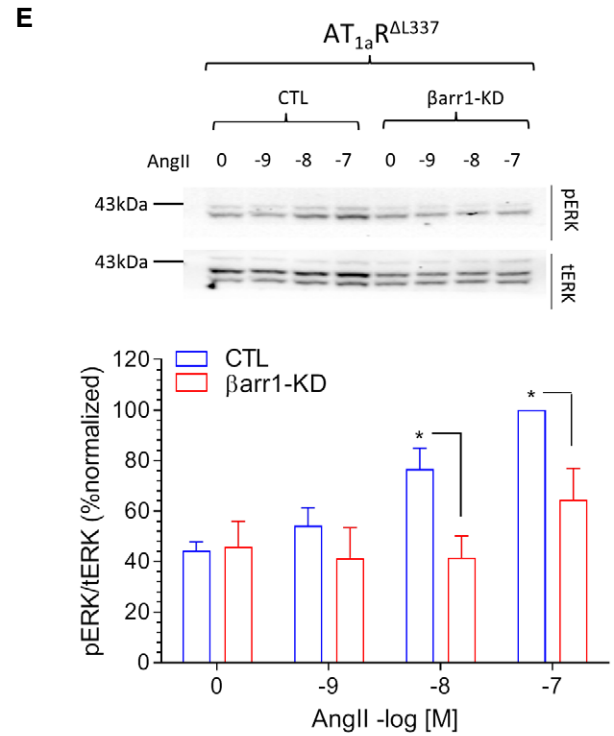 E
AT1aRΔL337
CTL βarr1-KD
AngII 0 -9 -8 -7 0 -9 -8 -7
43kDa pERK
43kDa tERK
CTL
βarr1-KD
pERK/tERK (%normalized)
120
100
80
60
40
20
0
* *
0 -9 -8 -7
AngII -log [M]